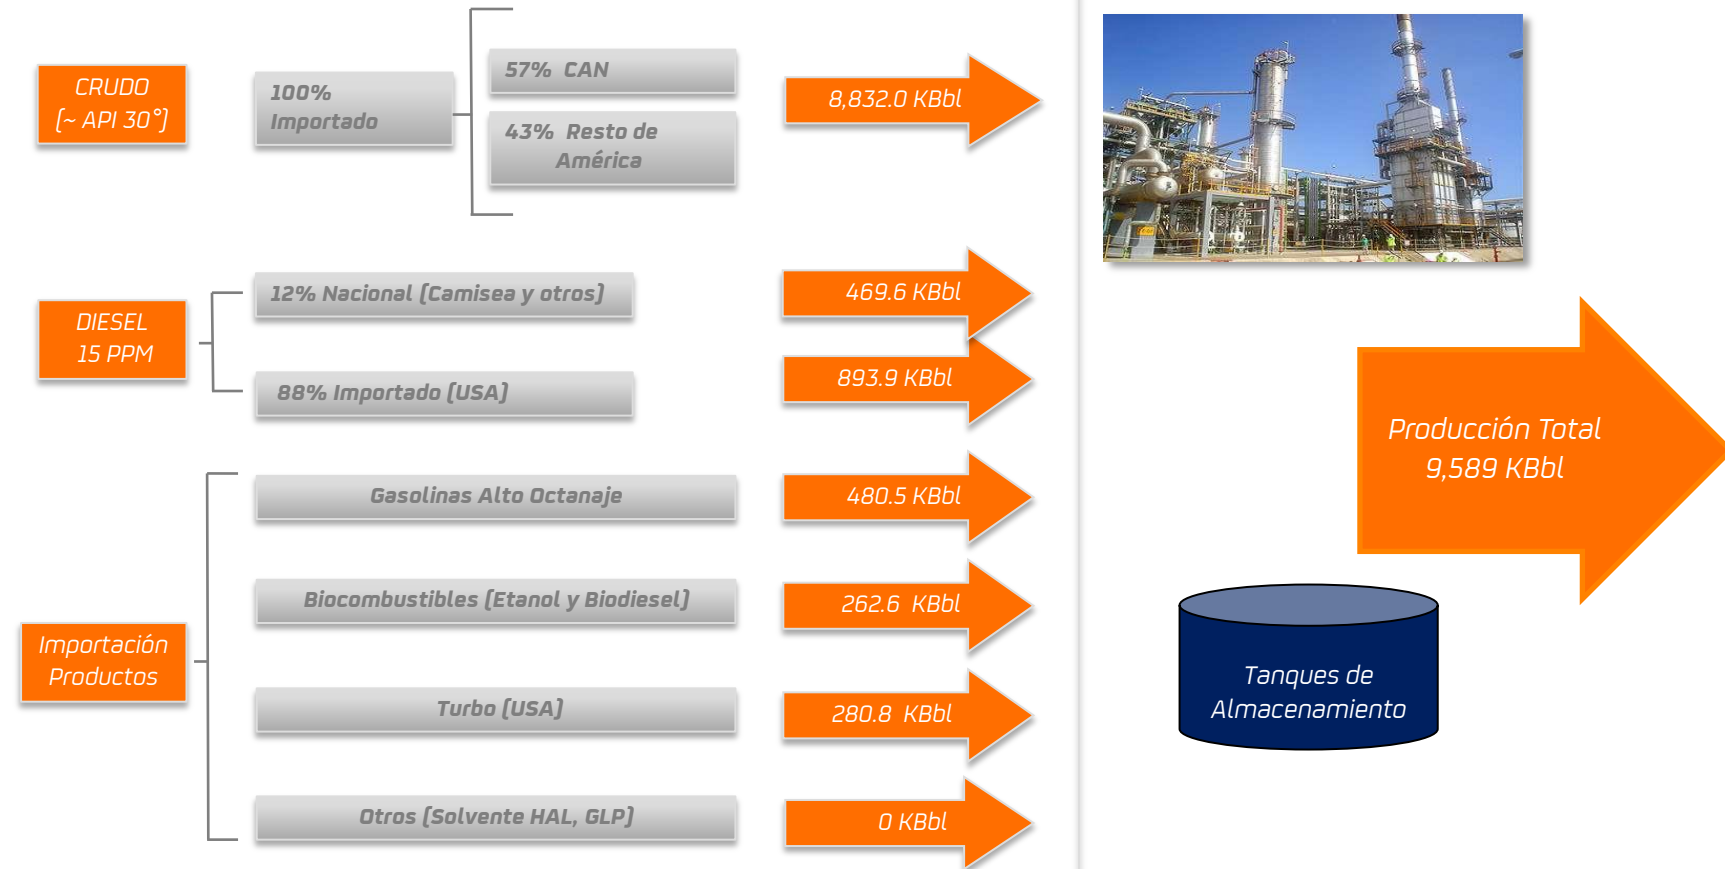 CRUDO
(~ API 30°)
100%
Importado
57% CAN
43% Resto de
América
8,832.0 KBbl
DIESEL
15 PPM
12% Nacional (Camisea y otros)
469.6 KBbl
88% Importado (USA)
893.9 KBbl
Importación
Productos
Gasolinas Alto Octanaje
480.5 KBbl
Biocombustibles (Etanol y Biodiesel)
262.6 KBbl
Turbo (USA)
280.8 KBbl
Otros (Solvente HAL, GLP)
0 KBbl
Producción Total
9,589 KBbl
Tanques de
Almacenamiento